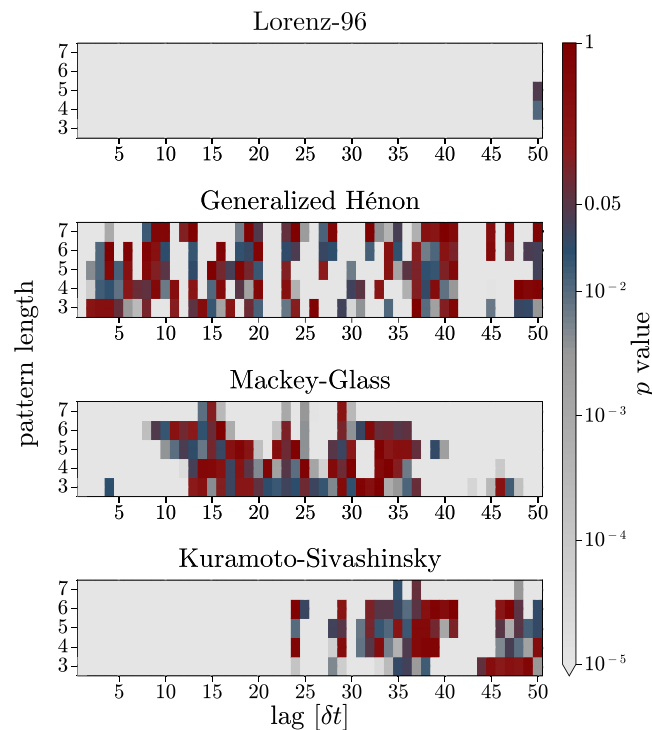 Lorenz-96
7
6
5
4
3
5 10 15 20 25 30 35 40 45 50
Generalized Hénon
7
6
5
4
3
5 10 15 20 25 30 35 40 45 50
Mackey-Glass
7
6
5
4
3
5 10 15 20 25 30 35 40 45 50
Kuramoto-Sivashinsky
7
6
5
4
3
5 10 15 20 25 30 35 40 45 50
lag [δt]
pattern length
1
0.05
10⁻²
10⁻³
10⁻⁴
10⁻⁵
p value